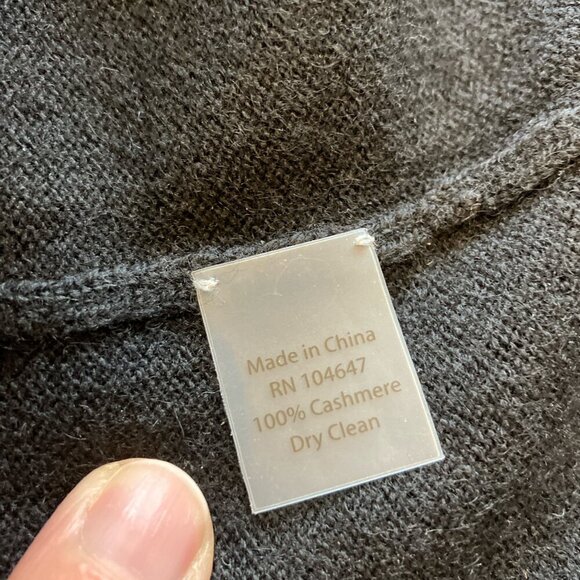 Made in China
RN 104647
100% Cashmere
Dry Clean